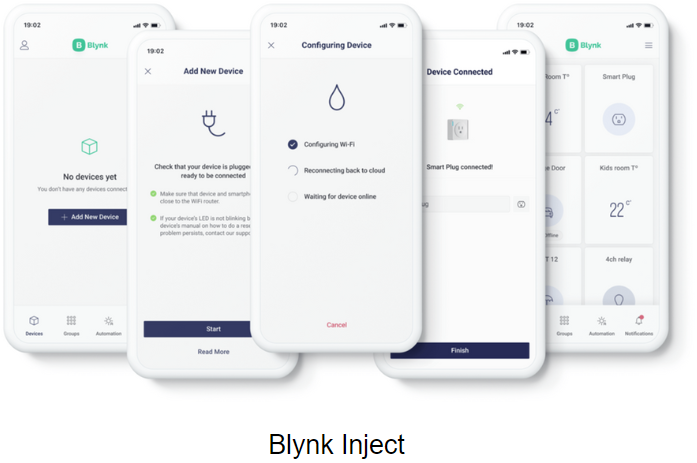 19:02
Blynk
No devices yet
You don't have any devices connect
+ Add New Device
Devices
Groups
Automation
19:02
Add New Device
Check that your device is plugged
ready to be connected
Make sure that device and smartph
close to the WiFi router.
If your device's LED is not blinking b
device's manual on how to do a rese
problem persists, contact our suppo
Start
Read More
19:02
Configuring Device
Configuring Wi-Fi
Reconnecting back to cloud
Waiting for device online
Cancel
Device Connected
Smart Plug connected!
ug
Finish
19:02
Blynk
Room T°
Smart Plug
4 C°
e Door
Kids room T°
22 C°
ffline
T 12
4ch relay
Groups
Automation
Notifications
Blynk Inject